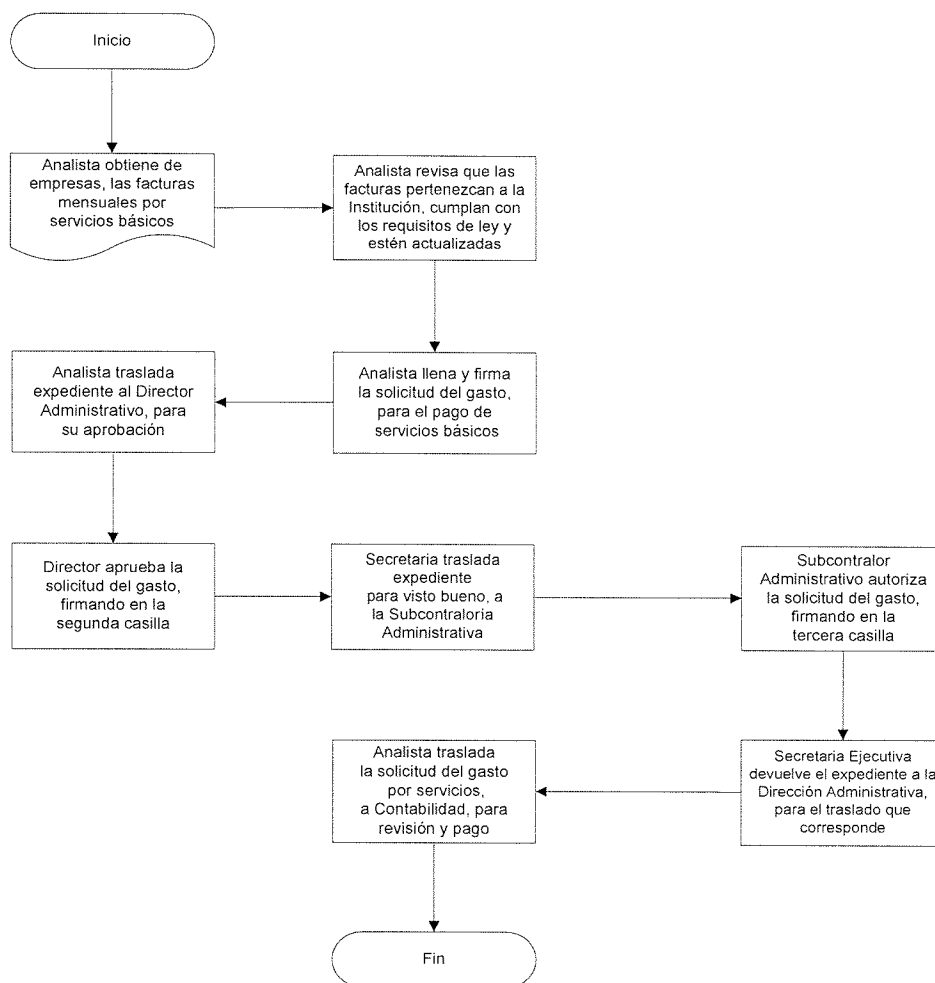 Inicio
Analista obtiene de
empresas, las facturas
mensuales por
servicios básicos
Analista revisa que las
facturas pertenezcan a la
Institución, cumplan con
los requisitos de ley y
estén actualizadas
Analista llena y firma
la solicitud del gasto,
para el pago de
servicios básicos
Analista traslada
expediente al Director
Administrativo, para
su aprobación
Director aprueba la
solicitud del gasto,
firmando en la
segunda casilla
Secretaria traslada
expediente
para visto bueno, a
la Subcontraloría
Administrativa
Subcontralor
Administrativo autoriza
la solicitud del gasto,
firmando en la
tercera casilla
Secretaria Ejecutiva
devuelve el expediente a la
Dirección Administrativa,
para el traslado que
corresponde
Analista traslada
la solicitud del gasto
por servicios,
a Contabilidad, para
revisión y pago
Fin